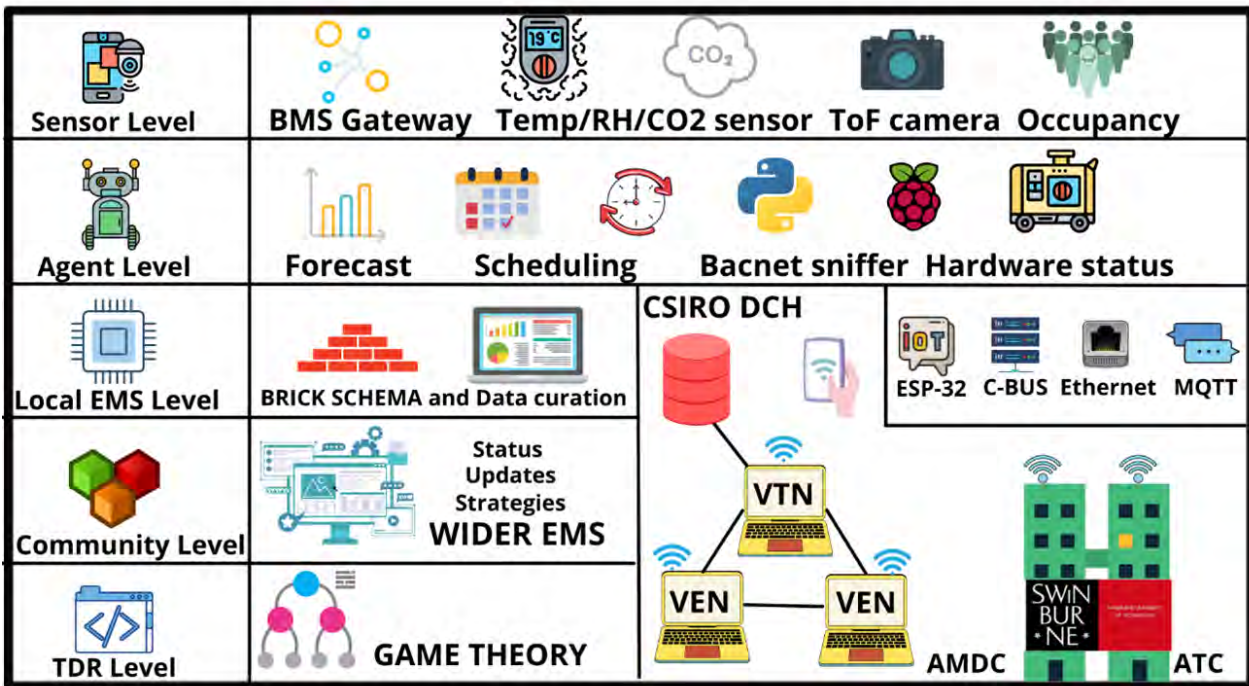 Sensor Level
19°C
CO₂
BMS Gateway
Temp/RH/CO2 sensor
ToF camera
Occupancy
Agent Level
Forecast
Scheduling
Bacnet sniffer
Hardware status
Local EMS Level
BRICK SCHEMA and Data curation
CSIRO DCH
IoT
ESP-32
C-BUS
Ethernet
MQTT
Community Level
Status
Updates
Strategies
WIDER EMS
VTN
VEN
VEN
TDR Level
GAME THEORY
SWIN
BUR
*NE*
AMDC
ATC